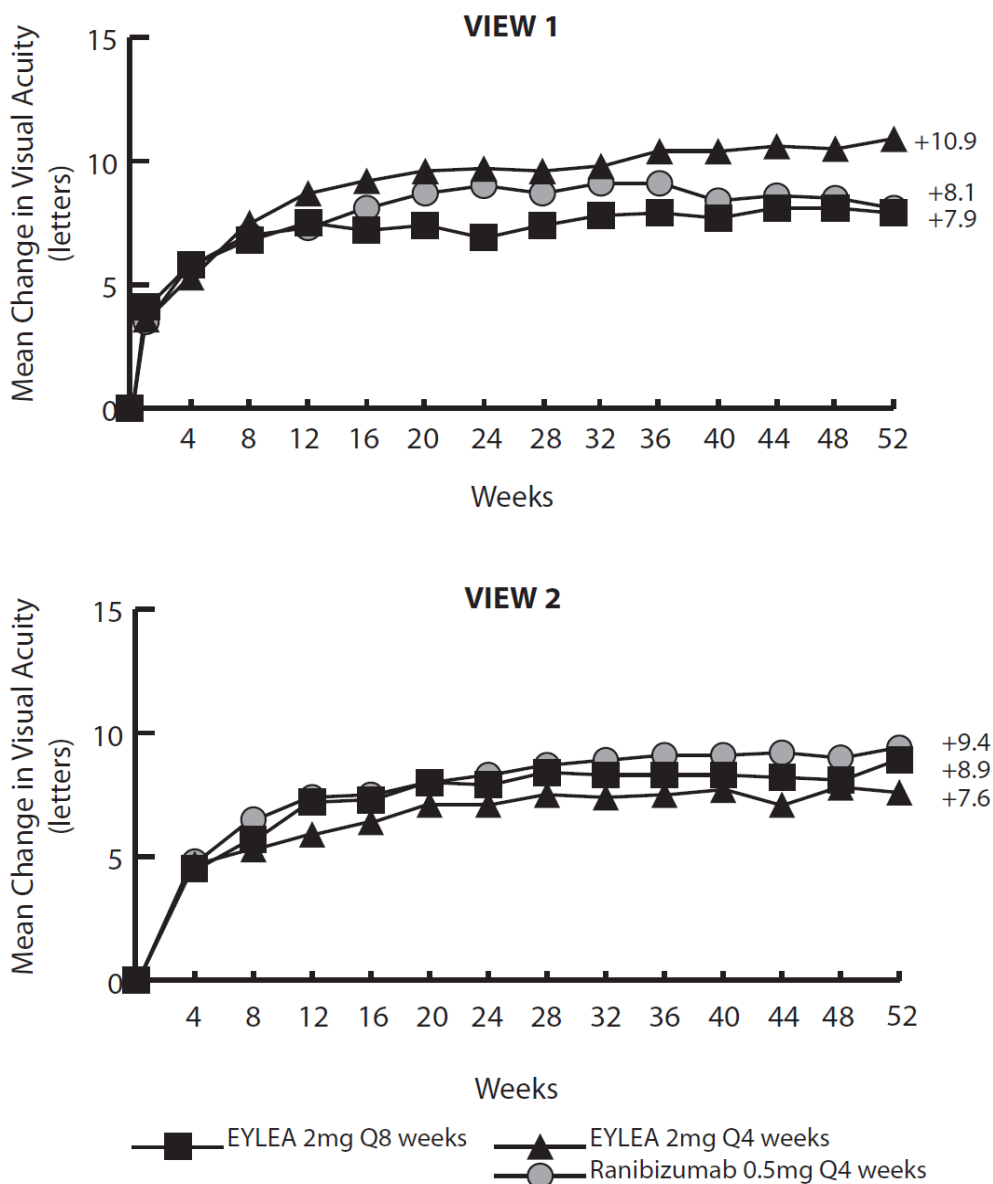 VIEW 1
Mean Change in Visual Acuity
(letters)
15
10
5
0
+10.9
+8.1
+7.9
4 8 12 16 20 24 28 32 36 40 44 48 52
Weeks
VIEW 2
Mean Change in Visual Acuity
(letters)
15
10
5
0
+9.4
+8.9
+7.6
4 8 12 16 20 24 28 32 36 40 44 48 52
Weeks
EYLEA 2mg Q8 weeks
EYLEA 2mg Q4 weeks
Ranibizumab 0.5mg Q4 weeks